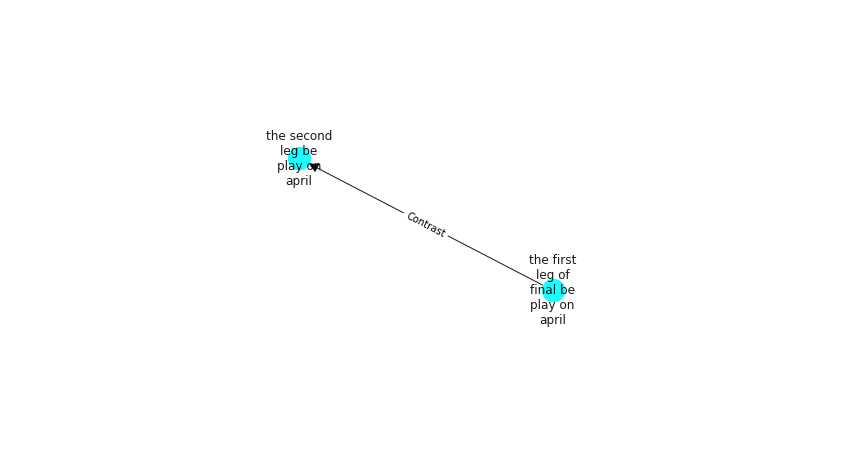 the second
leg be
play on
april
Contrast
the first
leg of
final be
play on
april